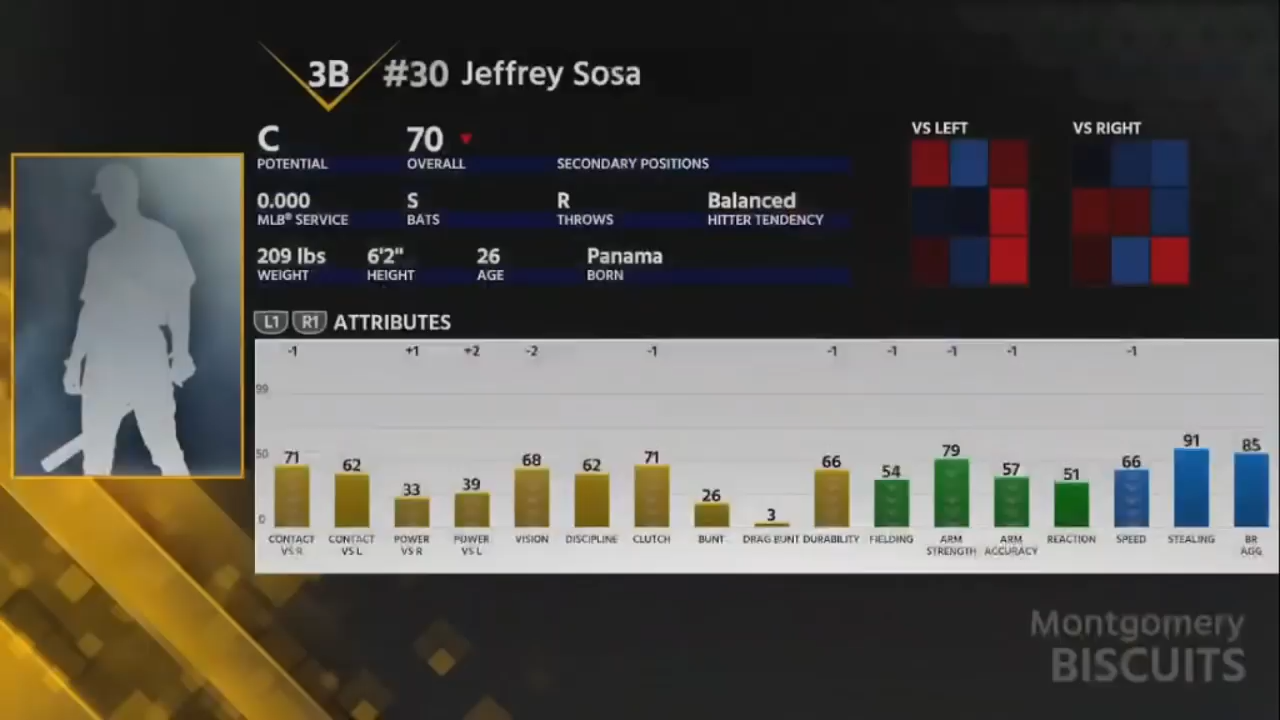 3B #30 Jeffrey Sosa
C 70
POTENTIAL OVERALL SECONDARY POSITIONS
0.000 S R Balanced
MLB® SERVICE BATS THROWS HITTER TENDENCY
209 lbs 6'2" 26 Panama
WEIGHT HEIGHT AGE BORN
VS LEFT VS RIGHT
L1 R1 ATTRIBUTES
-1 +1 +2 -2 -1 -1 -1 -1 -1 -1
99
50
0
71 62 33 39 68 62 71 26 3 66 54 79 57 51 66 91 85
CONTACT VS R
CONTACT VS L
POWER VS R
POWER VS L
VISION
DISCIPLINE
CLUTCH
BUNT
DRAG BUNT
DURABILITY
FIELDING
ARM STRENGTH
ARM ACCURACY
REACTION
SPEED
STEALING
BR AGG
Montgomery
BISCUITS